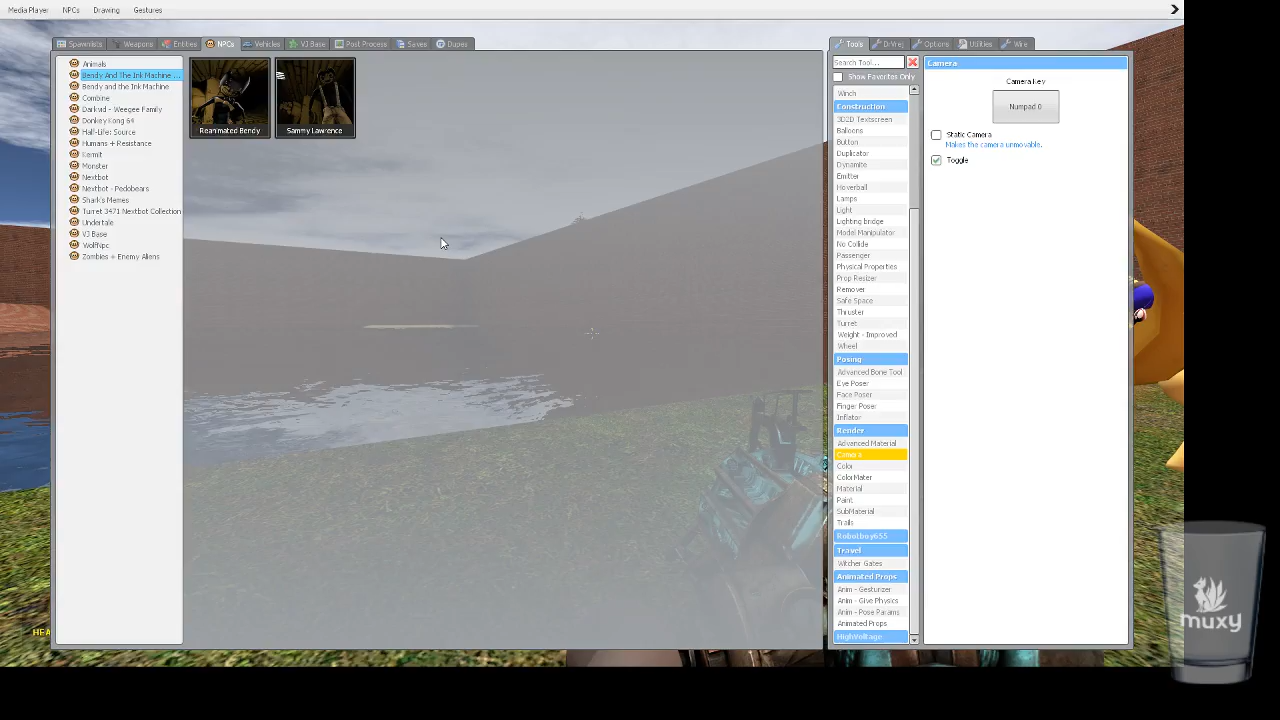 Media Player NPCs Drawing Gestures
Spawnlists Weapons Entities NPCs Vehicles VJ Base Post Process Saves Dupes
Animals
Bendy And The Ink Machine ...
Bendy and the Ink Machine
Combine
Darkvid - Weegee Family
Donkey Kong 64
Half-Life: Source
Humans + Resistance
Kermit
Monster
Nextbot
Nextbot - Pedobears
Shark's Memes
Turret 3471 Nextbot Collection
Undertale
VJ Base
WolfNpc
Zombies + Enemy Aliens
Reanimated Bendy
Sammy Lawrence
Tools DrVrej Options Utilities Wire
Search Tool...
Show Favorites Only
Winch
Construction
3D2D Textscreen
Balloons
Button
Duplicator
Dynamite
Emitter
Hoverball
Lamps
Light
Lighting bridge
Model Manipulator
No Collide
Passenger
Physical Properties
Prop Resizer
Remover
Safe Space
Thruster
Turret
Weight - Improved
Wheel
Posing
Advanced Bone Tool
Eye Poser
Face Poser
Finger Poser
Inflator
Render
Advanced Material
Camera
Color
ColorMater
Material
Paint
SubMaterial
Trails
Robotboy655
Travel
Witcher Gates
Animated Props
Anim - Gesturizer
Anim - Give Physics
Anim - Pose Params
Animated Props
HighVoltage
Camera
Camera Key
Numpad 0
Static Camera
Makes the camera unmovable.
Toggle
HEA
muxy